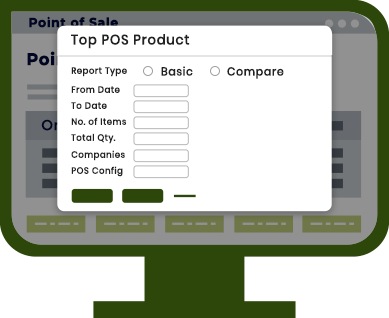 Point of Sale
Top POS Product
Poi
Report Type Basic Compare
From Date
To Date
No. of Items
Or
Total Qty.
Companies
POS Config